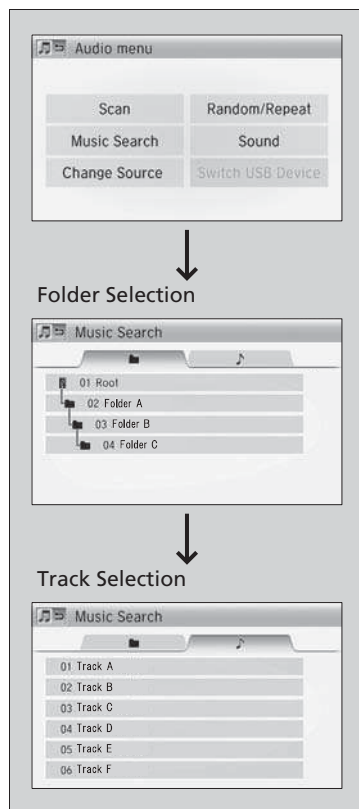 Audio menu
Scan Random/Repeat
Music Search Sound
Change Source Switch USB Device
Folder Selection
Music Search
01 Root
02 Folder A
03 Folder B
04 Folder C
Track Selection
Music Search
01 Track A
02 Track B
03 Track C
04 Track D
05 Track E
06 Track F